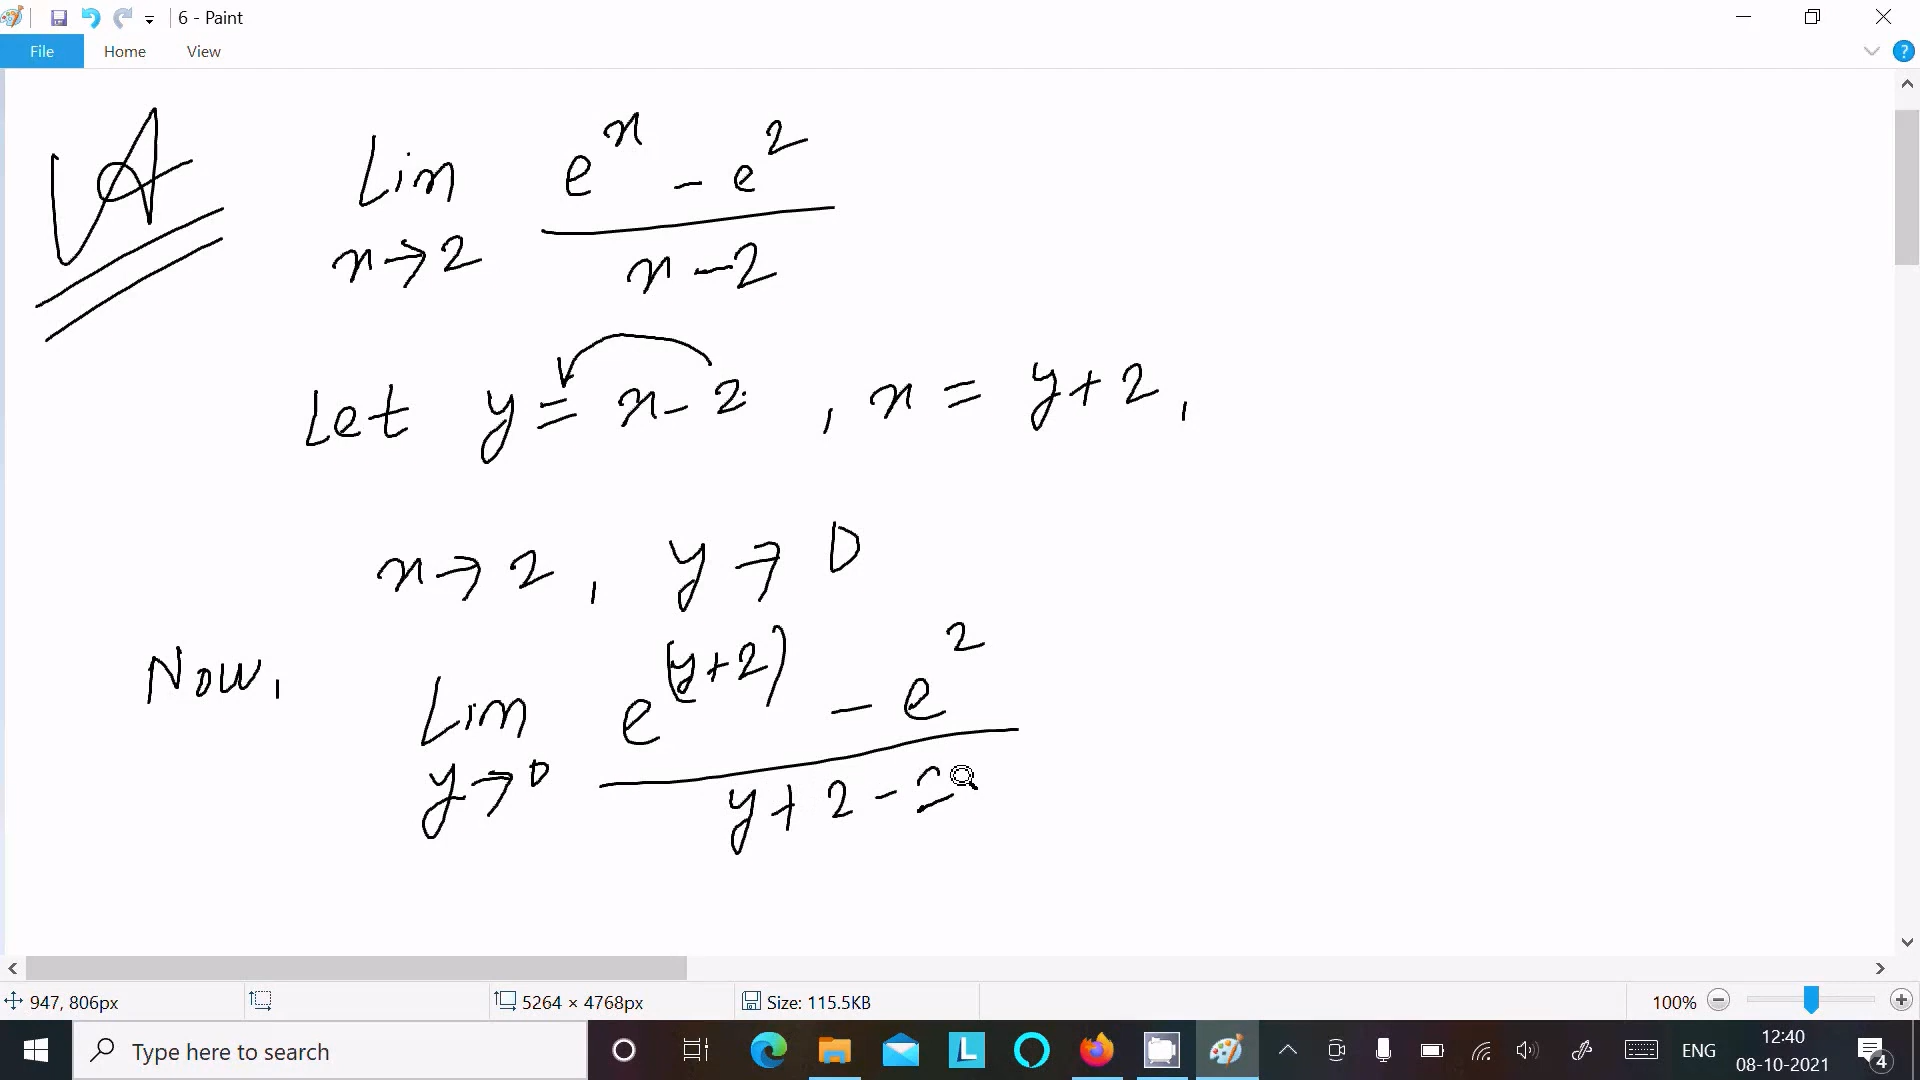 6 - Paint
File Home View ?
Lim e^x - e^2
x→2 x-2
Let y = x-2 , x = y+2 ,
x→2 , y→0
Now, Lim e^(y+2) - e^2
y→0 y+2-2
947, 806px 5264 × 4768px Size: 115.5KB 100%
Type here to search L ENG 12:40
08-10-2021 4